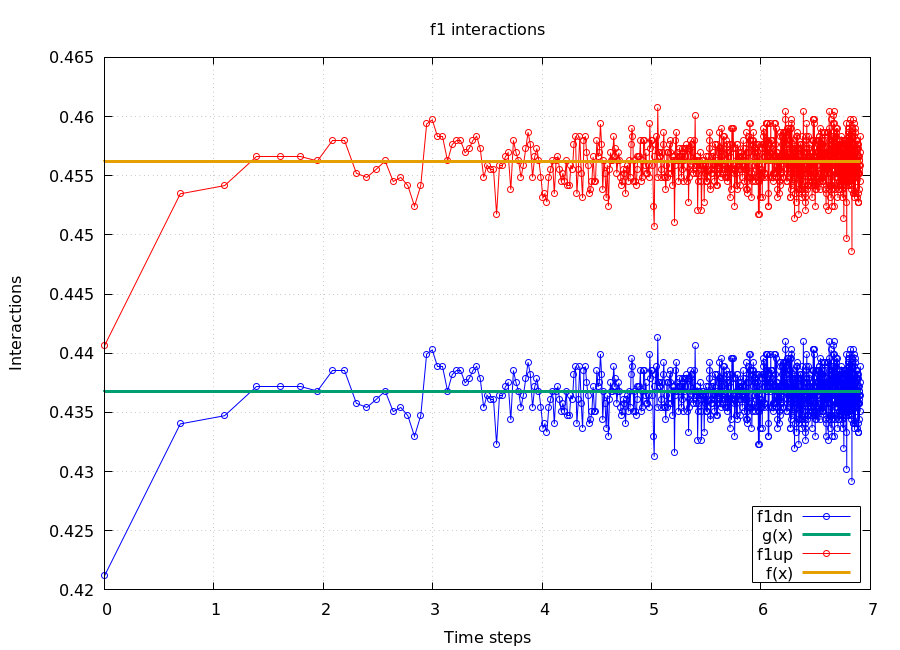 f1 interactions
0.465
0.46
0.455
0.45
0.445
0.44
0.435
0.43
0.425
0.42
Interactions
f1dn
g(x)
f1up
f(x)
0 1 2 3 4 5 6 7
Time steps